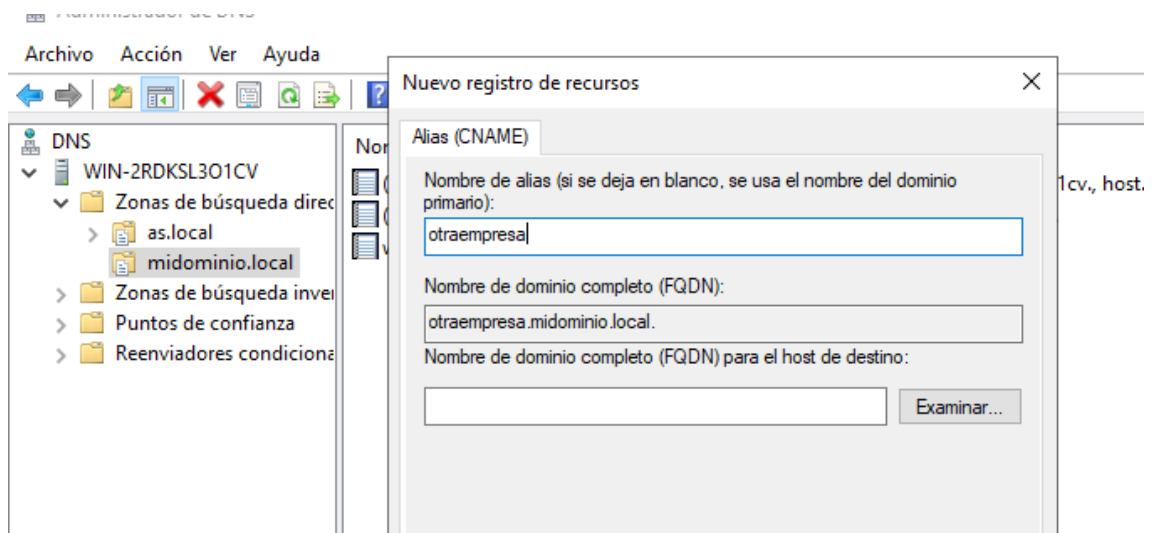 Administrador de DNS
Archivo Acción Ver Ayuda
Nuevo registro de recursos
DNS
WIN-2RDKSL3O1CV
Zonas de búsqueda direc
as.local
midominio.local
Zonas de búsqueda inver
Puntos de confianza
Reenviadores condiciona
Nor
1cv., host.
Alias (CNAME)
Nombre de alias (si se deja en blanco, se usa el nombre del dominio
primario):
otraempresa
Nombre de dominio completo (FQDN):
otraempresa.midominio.local.
Nombre de dominio completo (FQDN) para el host de destino:
Examinar...